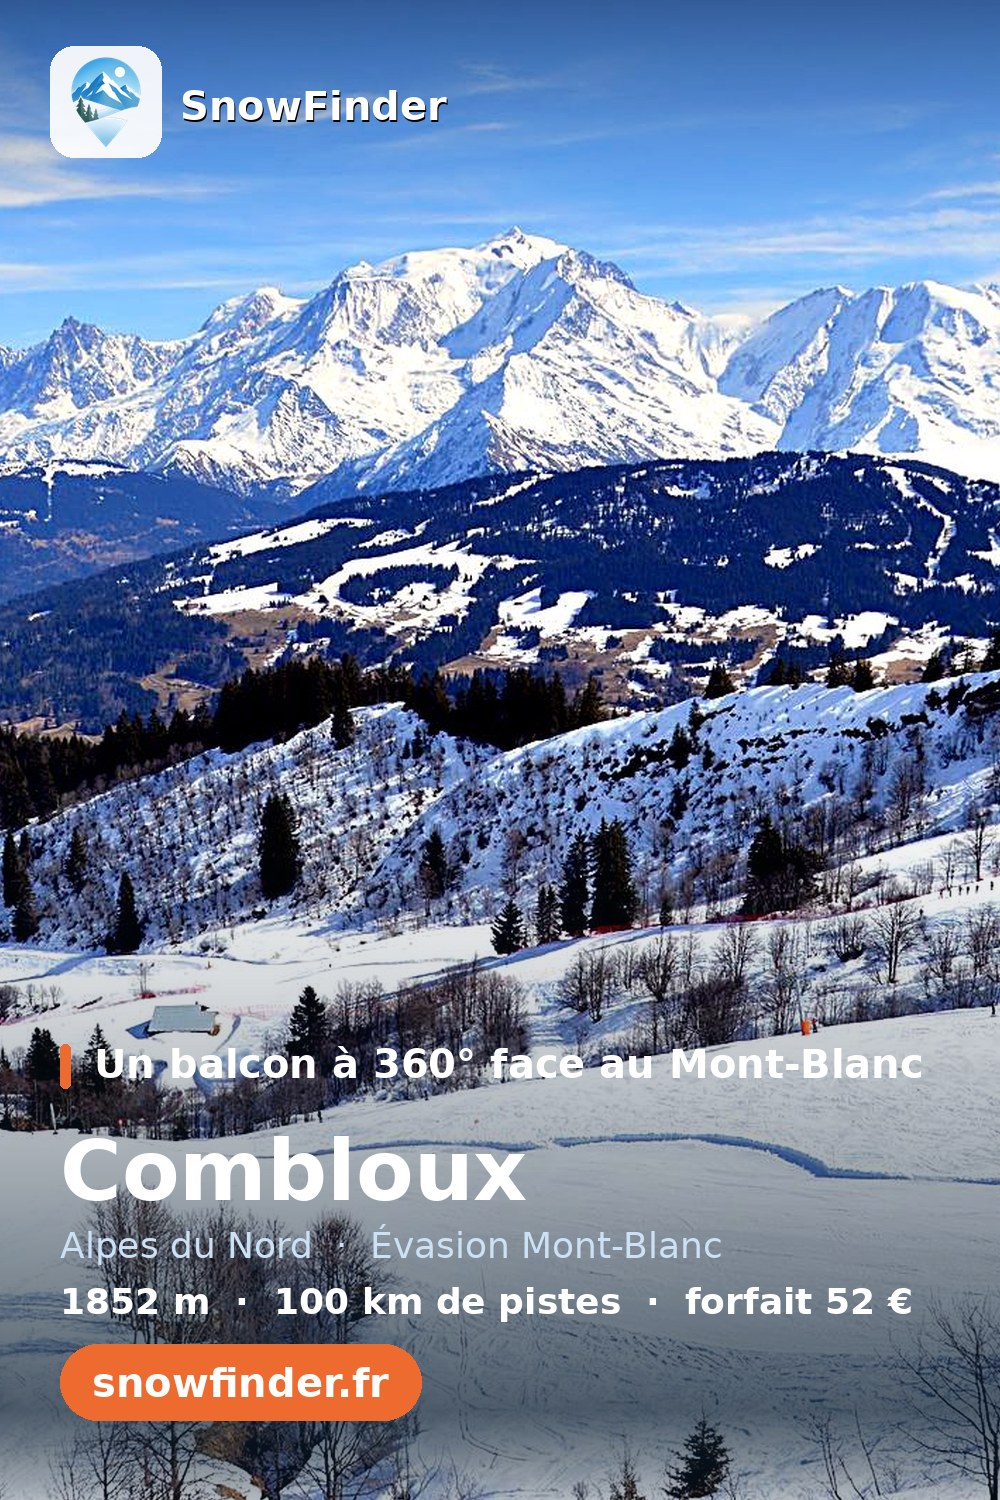 SnowFinder
Un balcon à 360° face au Mont-Blanc
Combloux
Alpes du Nord · Évasion Mont-Blanc
1852 m · 100 km de pistes · forfait 52 €
snowfinder.fr